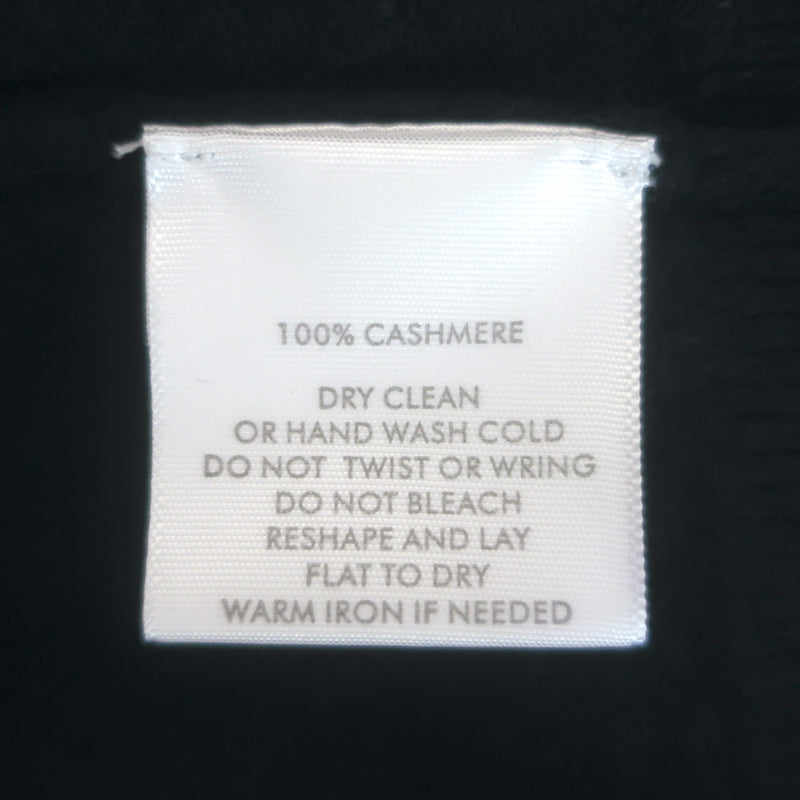 100% CASHMERE
DRY CLEAN
OR HAND WASH COLD
DO NOT TWIST OR WRING
DO NOT BLEACH
RESHAPE AND LAY
FLAT TO DRY
WARM IRON IF NEEDED